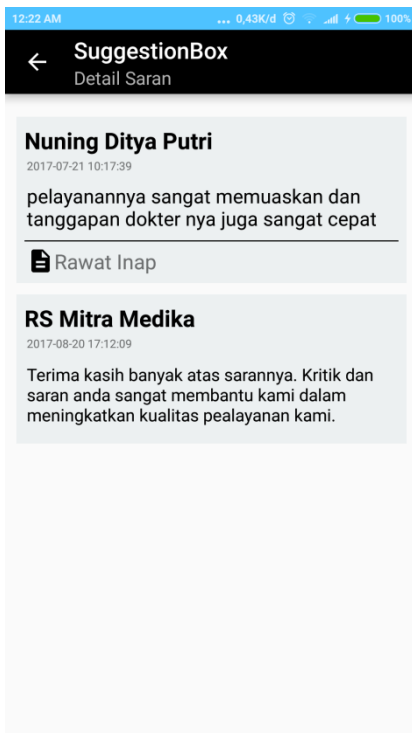 12:22 AM ... 0,43K/d 100%
SuggestionBox
Detail Saran
Nuning Ditya Putri
2017-07-21 10:17:39
pelayanannya sangat memuaskan dan
tanggapan dokter nya juga sangat cepat
Rawat Inap
RS Mitra Medika
2017-08-20 17:12:09
Terima kasih banyak atas sarannya. Kritik dan
saran anda sangat membantu kami dalam
meningkatkan kualitas pealayanan kami.